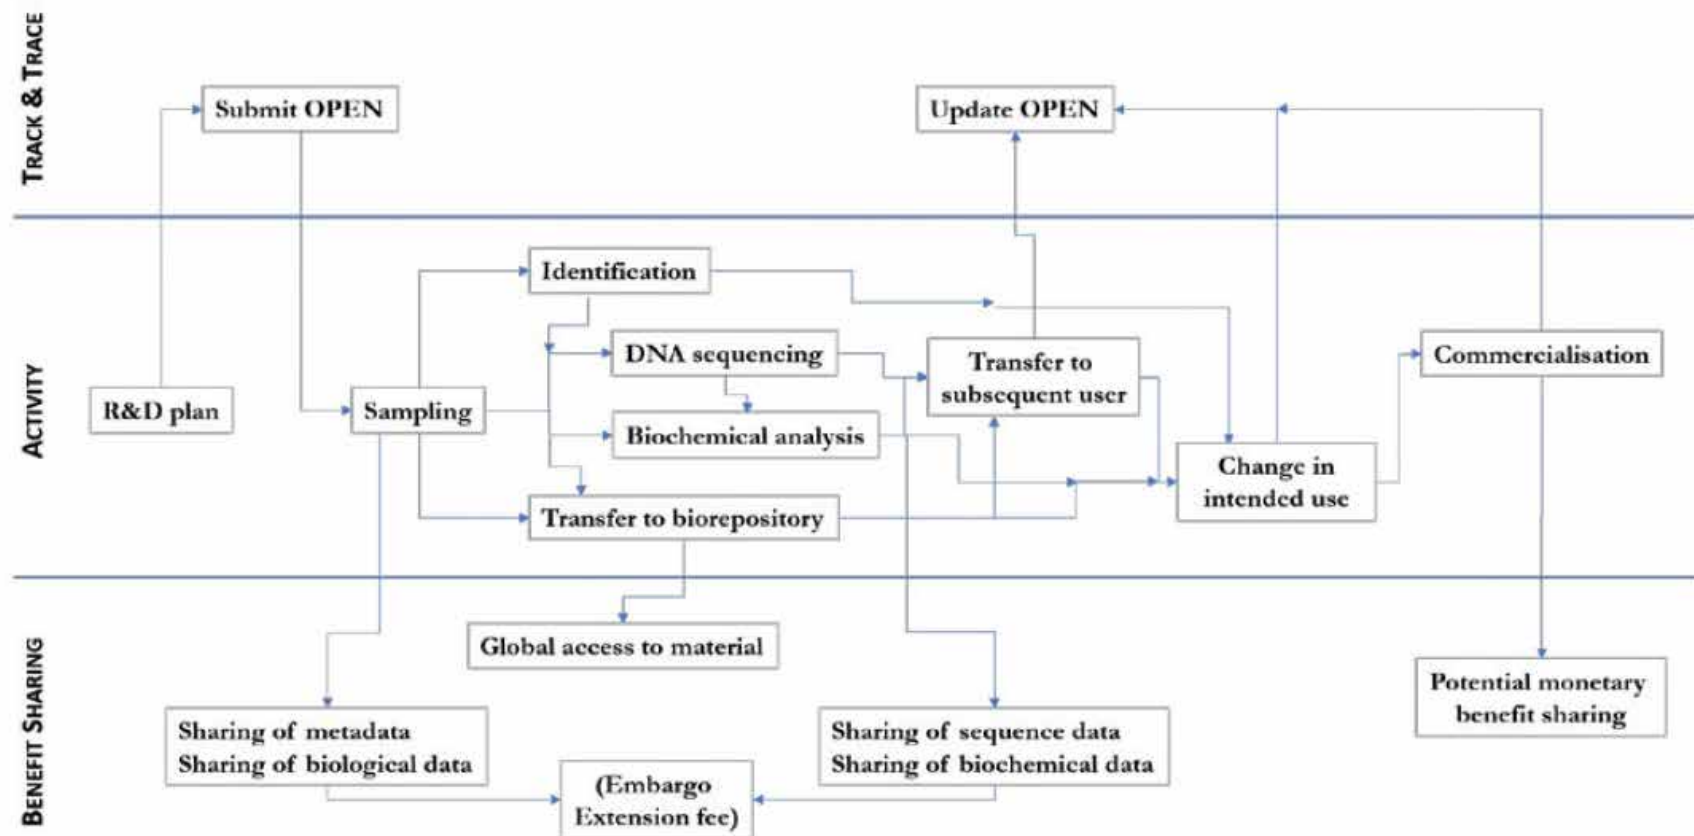 TRACK & TRACE
Submit OPEN
Update OPEN
ACTIVITY
Identification
DNA sequencing
Transfer to
subsequent user
Commercialisation
R&D plan
Sampling
Biochemical analysis
Change in
intended use
Transfer to biorepository
BENEFIT SHARING
Global access to material
Potential monetary
benefit sharing
Sharing of metadata
Sharing of biological data
Sharing of sequence data
Sharing of biochemical data
(Embargo
Extension fee)